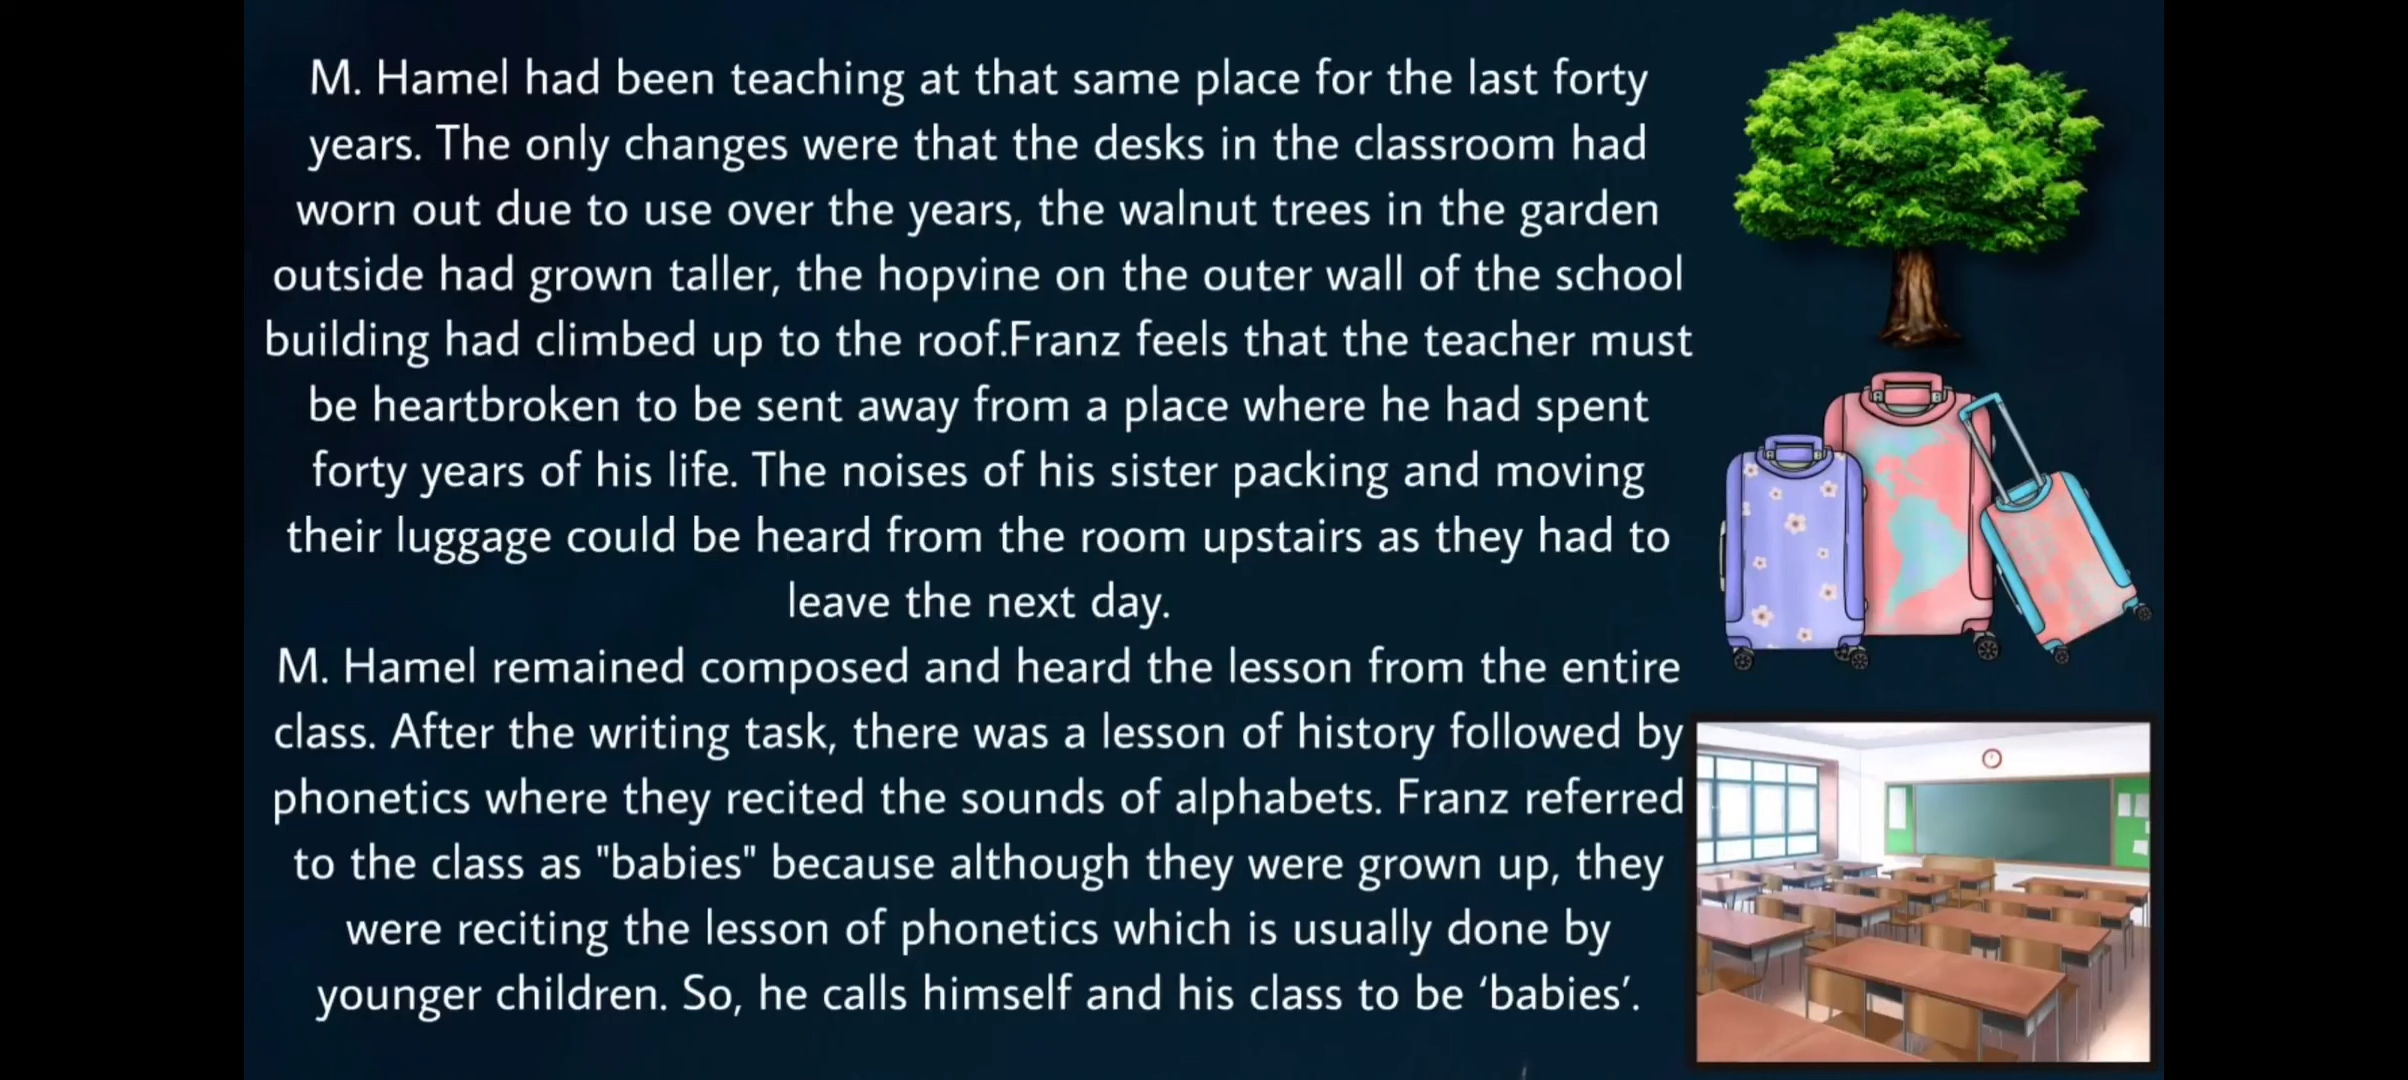 M. Hamel had been teaching at that same place for the last forty
years. The only changes were that the desks in the classroom had
worn out due to use over the years, the walnut trees in the garden
outside had grown taller, the hopvine on the outer wall of the school
building had climbed up to the roof.Franz feels that the teacher must
be heartbroken to be sent away from a place where he had spent
forty years of his life. The noises of his sister packing and moving
their luggage could be heard from the room upstairs as they had to
leave the next day.
M. Hamel remained composed and heard the lesson from the entire
class. After the writing task, there was a lesson of history followed by
phonetics where they recited the sounds of alphabets. Franz referred
to the class as "babies" because although they were grown up, they
were reciting the lesson of phonetics which is usually done by
younger children. So, he calls himself and his class to be ‘babies’.